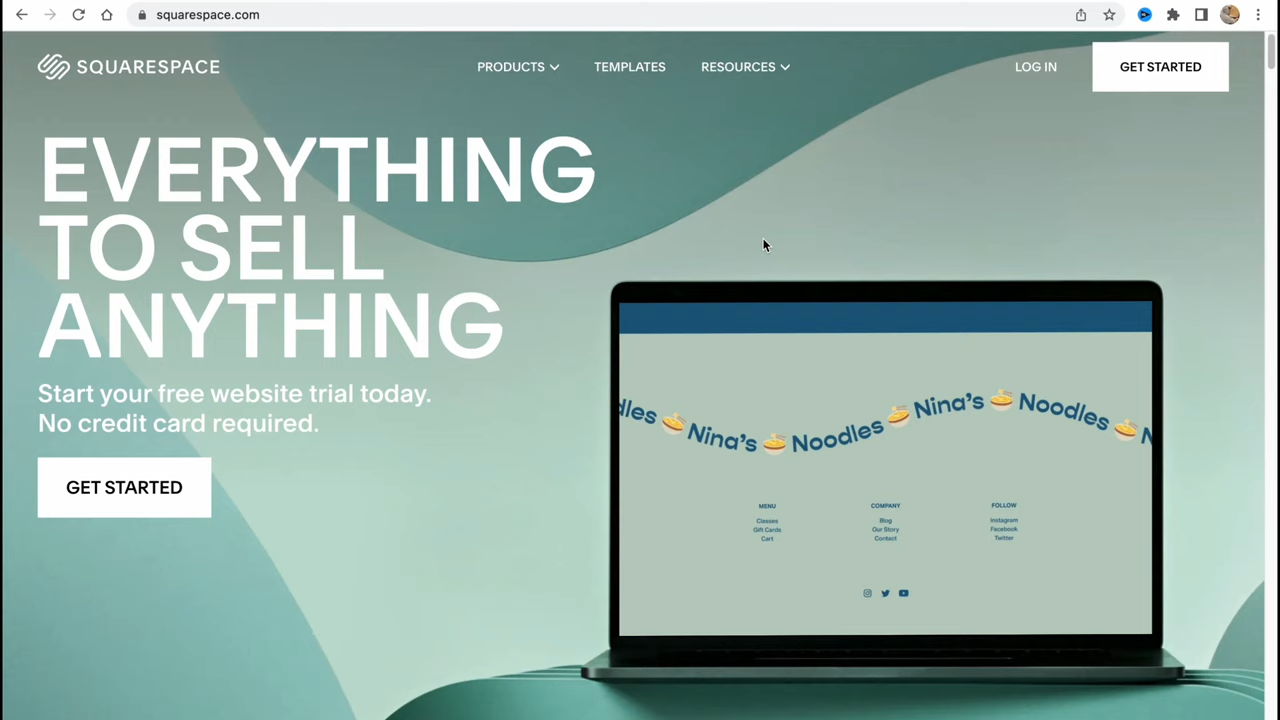 squarespace.com
SQUARESPACE
PRODUCTS
TEMPLATES
RESOURCES
LOG IN
GET STARTED
EVERYTHING
TO SELL
ANYTHING
Start your free website trial today.
No credit card required.
GET STARTED
dles Nina's Noodles Nina's Noodles N
MENU
Classes
Gift Cards
Cart
COMPANY
Blog
Our Story
Contact
FOLLOW
Instagram
Facebook
Twitter